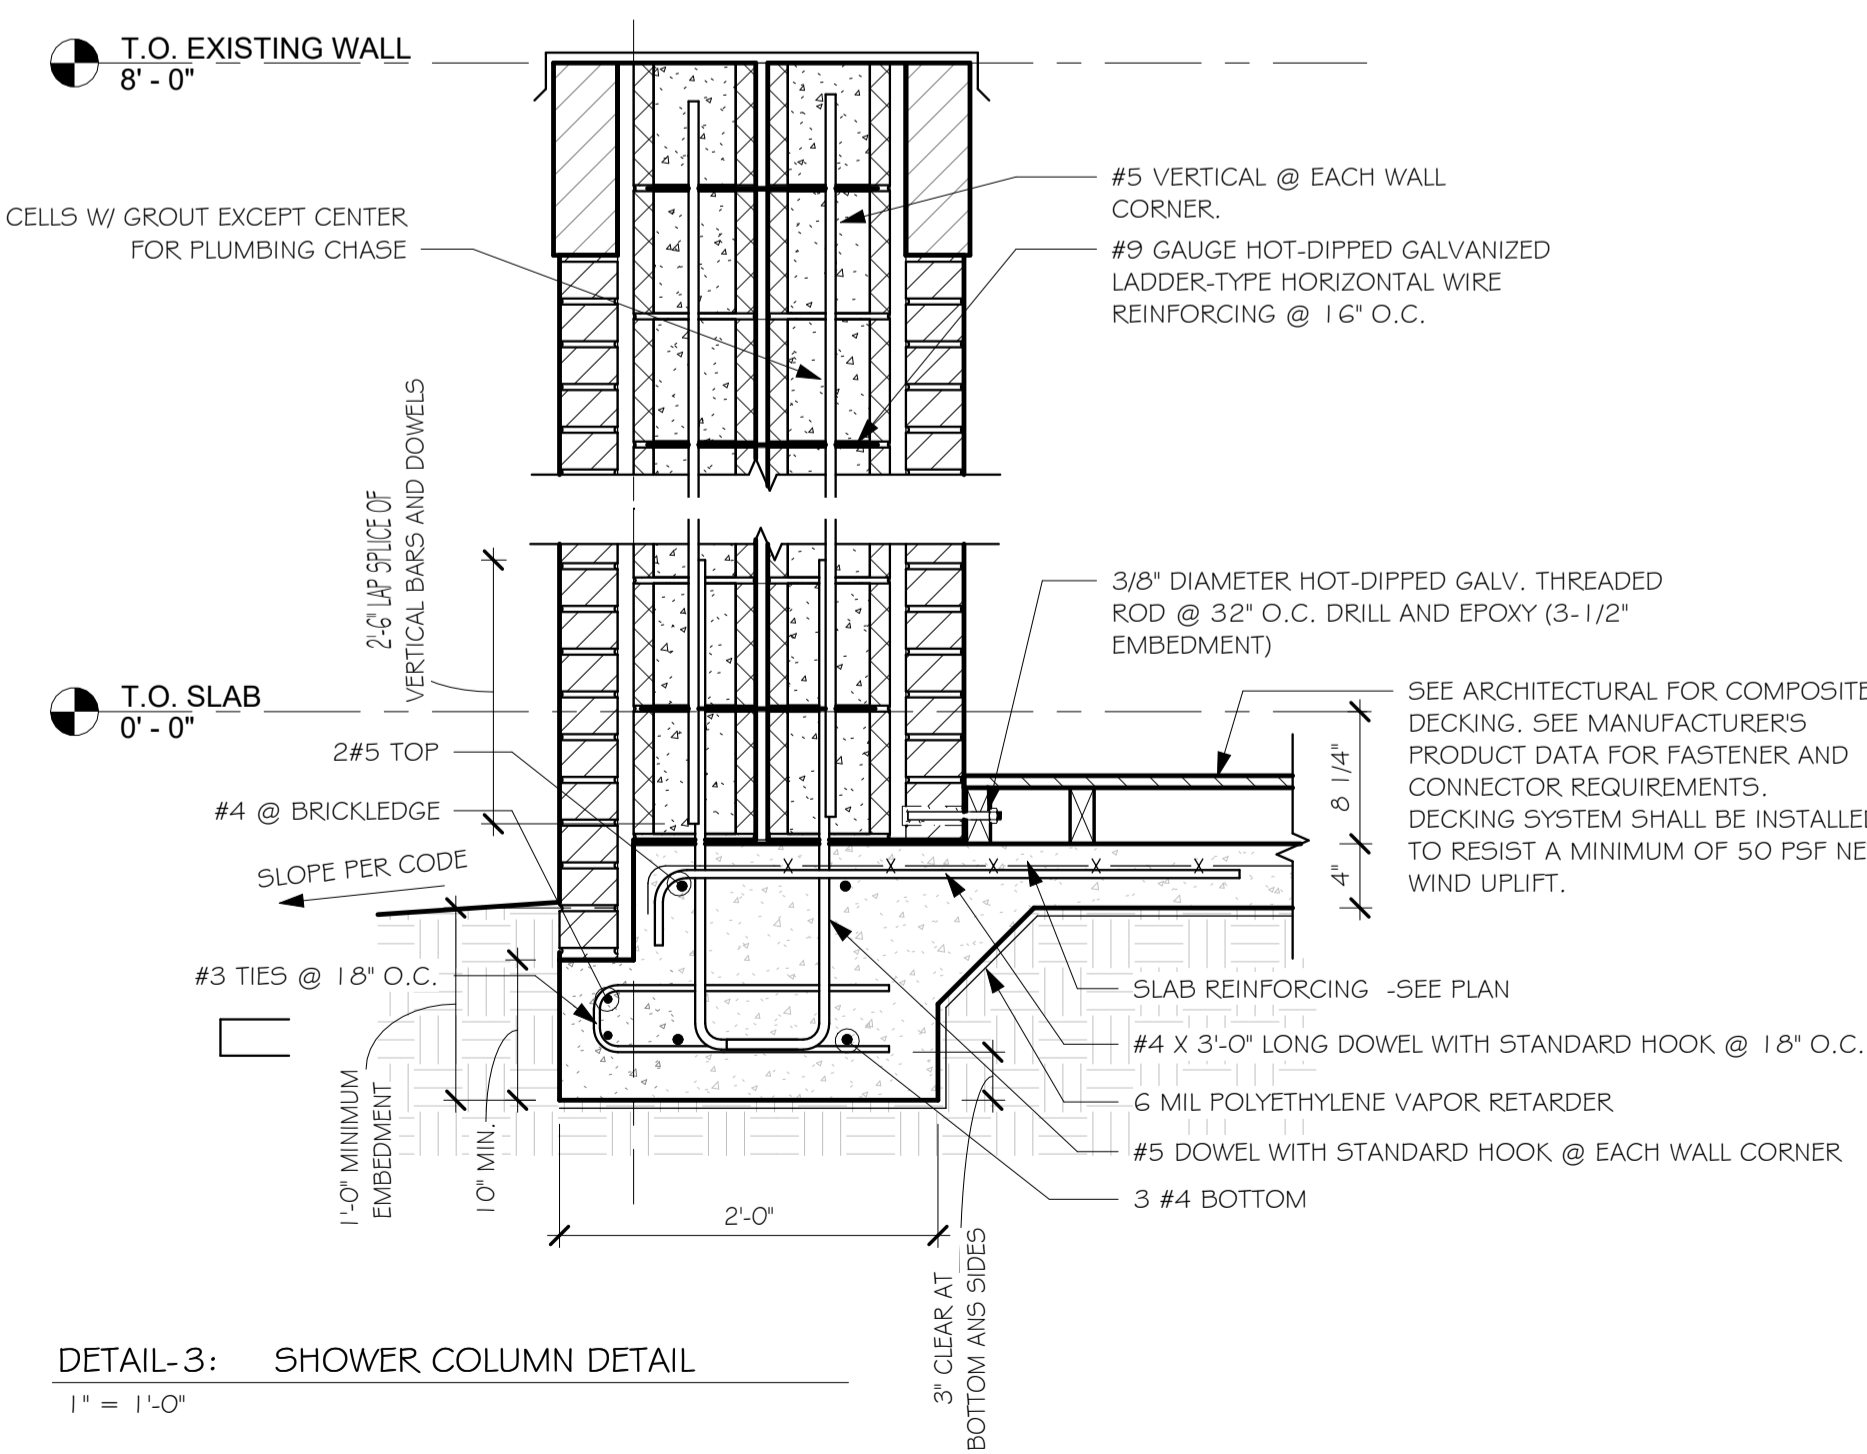 T.O. EXISTING WALL
8' - 0"
CELLS W/ GROUT EXCEPT CENTER
FOR PLUMBING CHASE
#5 VERTICAL @ EACH WALL
CORNER.
#9 GAUGE HOT-DIPPED GALVANIZED
LADDER-TYPE HORIZONTAL WIRE
REINFORCING @ 16" O.C.
2'-6" LAP SPLICE OF
VERTICAL BARS AND DOWELS
3/8" DIAMETER HOT-DIPPED GALV. THREADED
ROD @ 32" O.C. DRILL AND EPOXY (3-1/2"
EMBEDMENT)
T.O. SLAB
0' - 0"
SEE ARCHITECTURAL FOR COMPOSITE
DECKING. SEE MANUFACTURER'S
PRODUCT DATA FOR FASTENER AND
CONNECTOR REQUIREMENTS.
DECKING SYSTEM SHALL BE INSTALLED
TO RESIST A MINIMUM OF 50 PSF NE
WIND UPLIFT.
8 1/4"
4"
2#5 TOP
#4 @ BRICKLEDGE
SLOPE PER CODE
#3 TIES @ 18" O.C.
1'-0" MINIMUM
EMBEDMENT
10" MIN.
SLAB REINFORCING -SEE PLAN
#4 X 3'-0" LONG DOWEL WITH STANDARD HOOK @ 18" O.C.
6 MIL POLYETHYLENE VAPOR RETARDER
#5 DOWEL WITH STANDARD HOOK @ EACH WALL CORNER
3 #4 BOTTOM
2'-0"
3" CLEAR AT
BOTTOM ANS SIDES
DETAIL-3: SHOWER COLUMN DETAIL
1" = 1'-0"